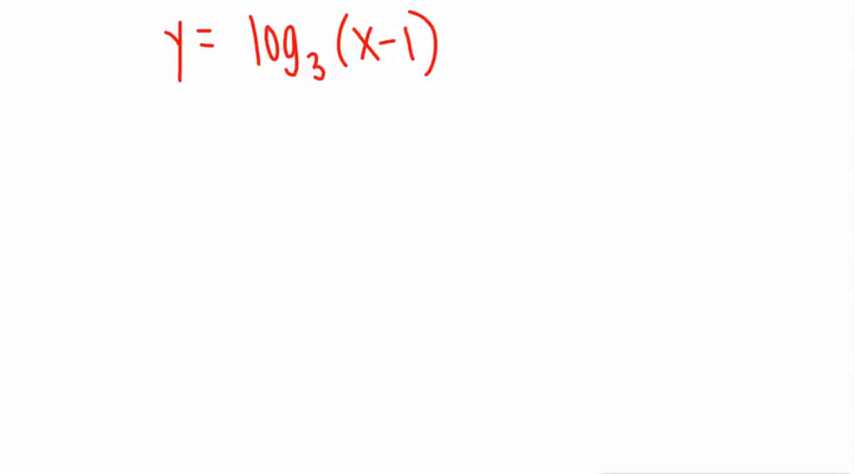 y = log₃(x-1)